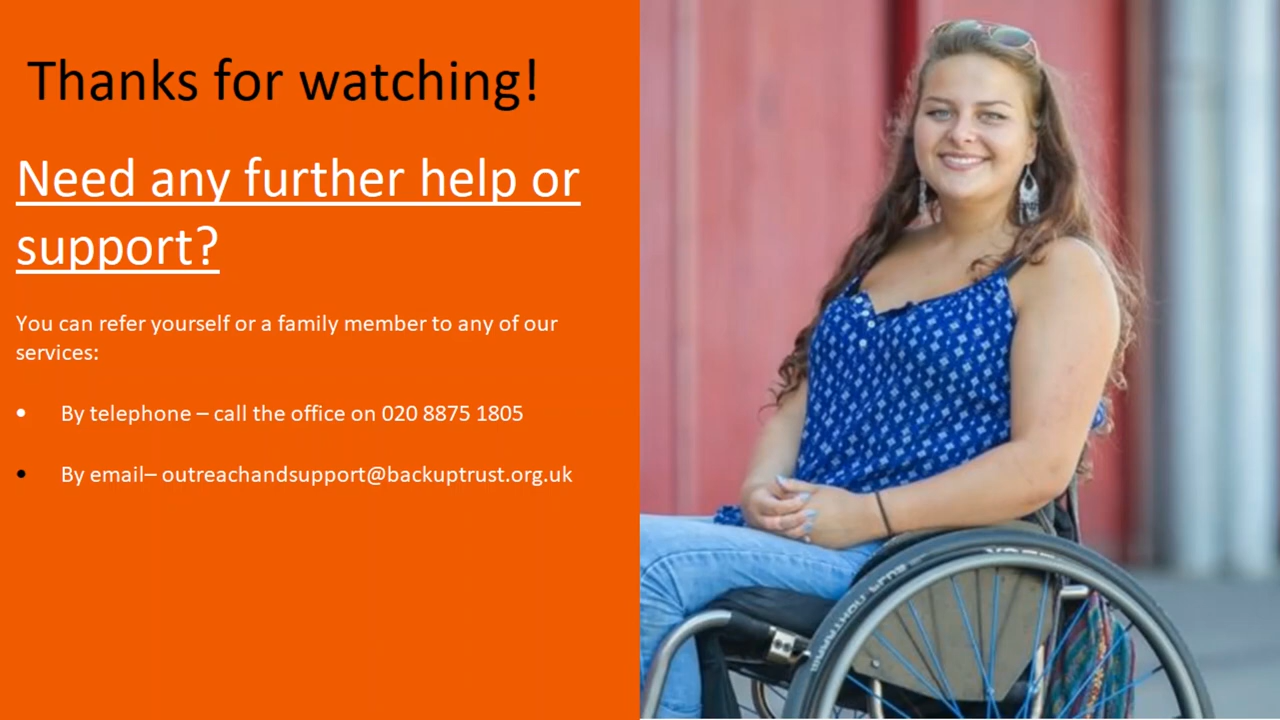 Thanks for watching!
Need any further help or
support?
You can refer yourself or a family member to any of our
services:
• By telephone – call the office on 020 8875 1805
• By email– outreachandsupport@backuptrust.org.uk